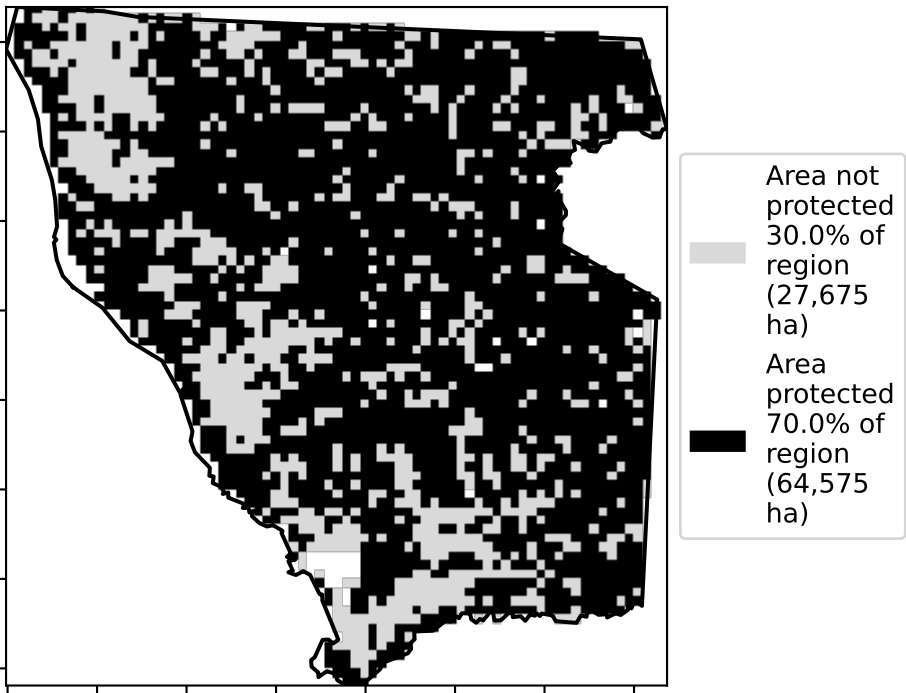 Area not
protected
30.0% of
region
(27,675
ha)
Area
protected
70.0% of
region
(64,575
ha)